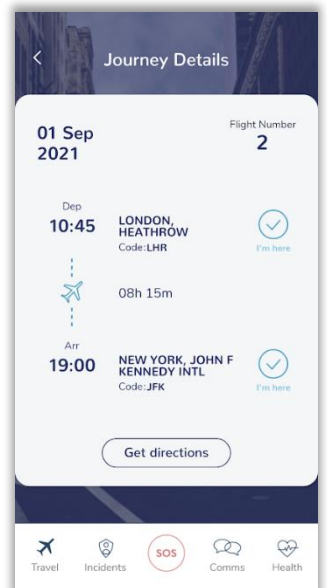 Journey Details
01 Sep
2021
Flight Number
2
Dep
10:45
LONDON,
HEATHROW
Code:LHR
I'm here
08h 15m
Arr
19:00
NEW YORK, JOHN F
KENNEDY INTL
Code:JFK
I'm here
Get directions
Travel
Incidents
SOS
Comms
Health